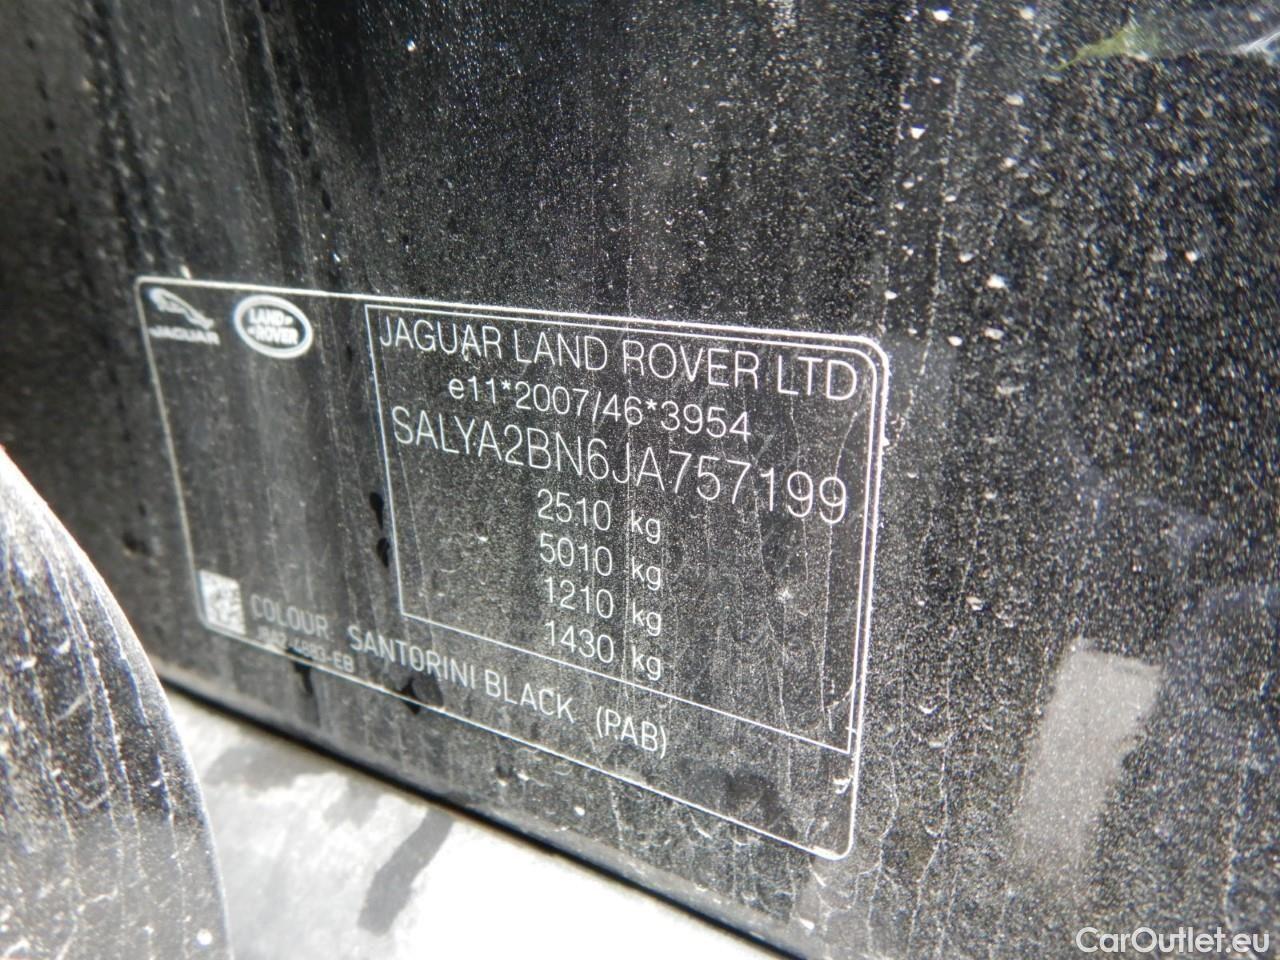 JAGUAR
LAND ROVER
JAGUAR LAND ROVER LTD
e11*2007/46*3954
SALYA2BN6JA757199
2510 kg
5010 kg
1210 kg
1430 kg
COLOUR: SANTORINI BLACK (PAB)
CarOutlet.eu